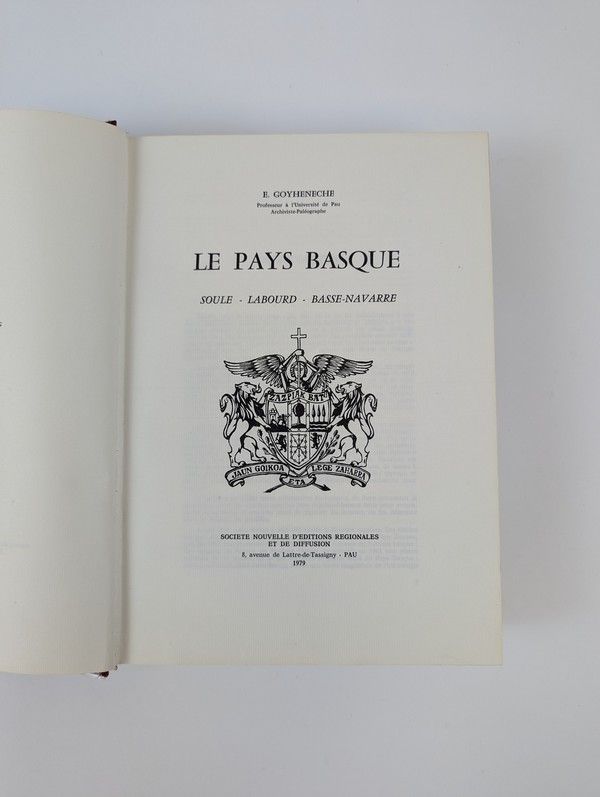 E. GOYHENECHE
Professeur à l'Université de Pau
Archiviste-Paléographe
LE PAYS BASQUE
SOULE - LABOURD - BASSE-NAVARRE
ZAZPIAK BAT
JAUN GOIKOA
ETA
LEGE ZAHARRA
SOCIETE NOUVELLE D'EDITIONS REGIONALES
ET DE DIFFUSION
8, avenue de Lattre-de-Tassigny - PAU
1979